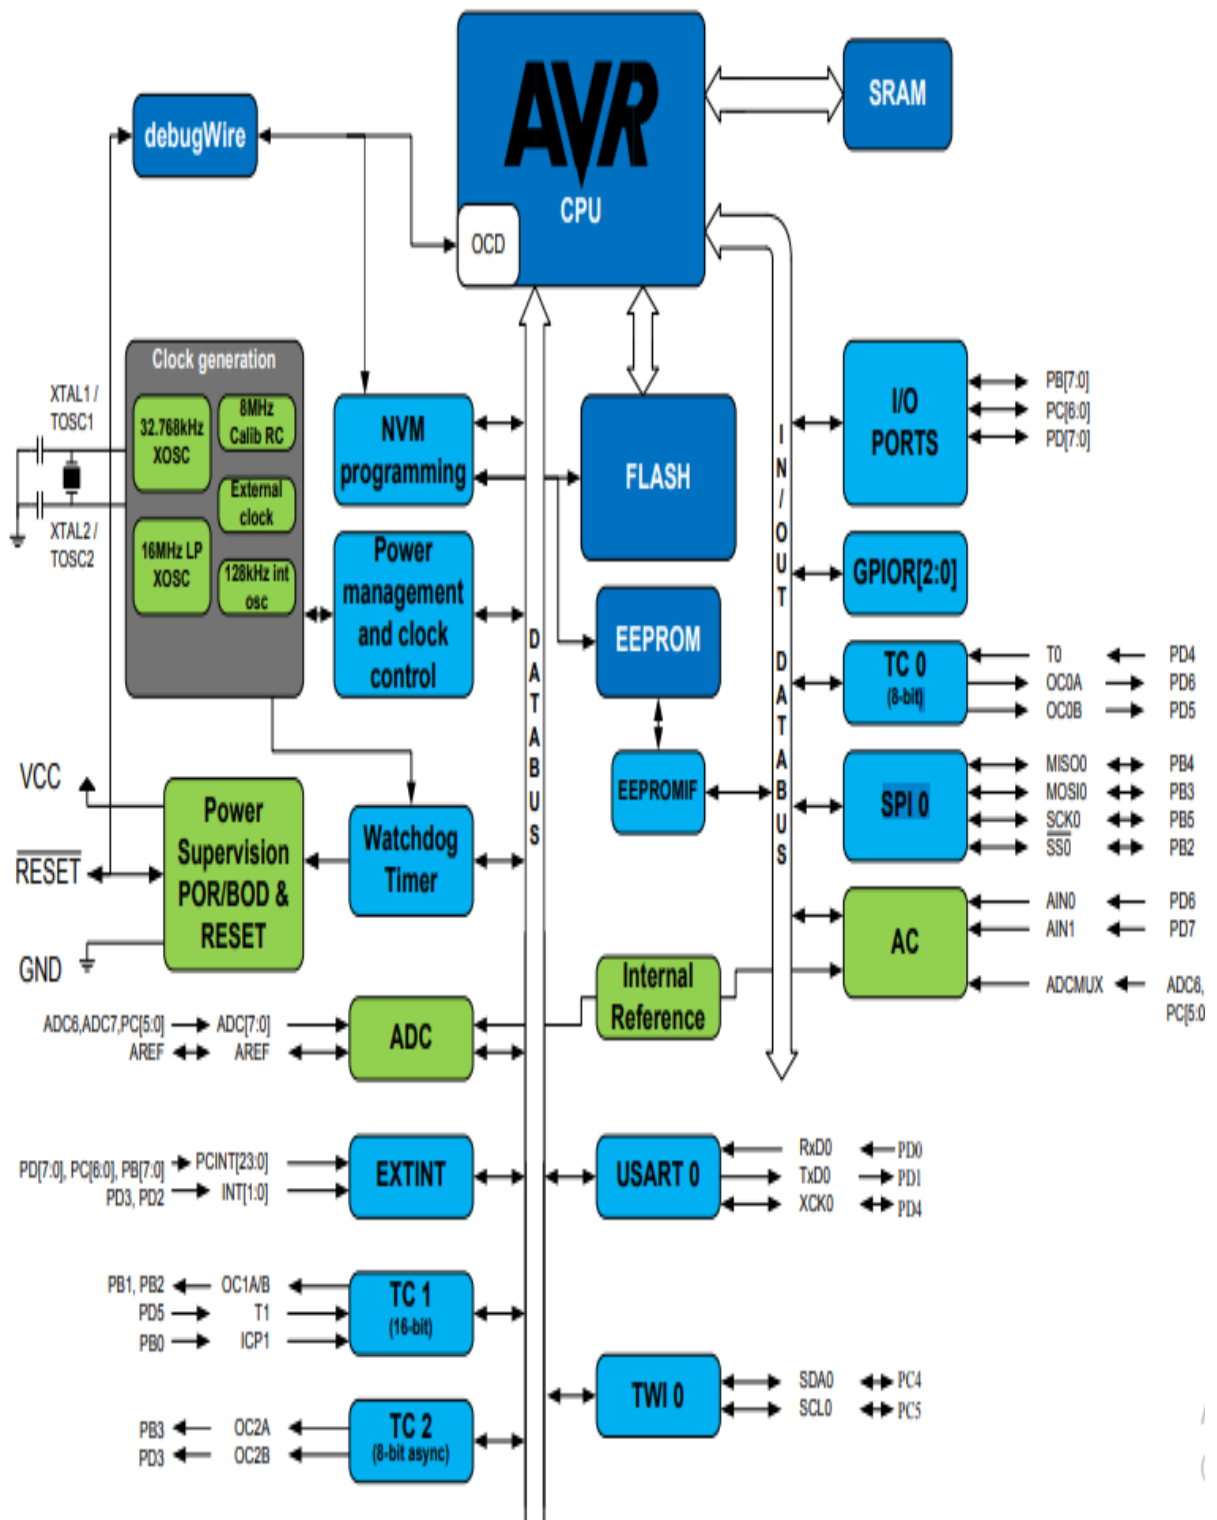 AVR
CPU
OCD
SRAM
debugWire
Clock generation
32.768kHz
XOSC
8MHz
Calib RC
External
clock
16MHz LP
XOSC
128kHz int
osc
XTAL1 /
TOSC1
XTAL2 /
TOSC2
NVM
programming
Power
management
and clock
control
FLASH
EEPROM
EEPROMIF
DATABUS
IN/OUT DATABUS
I/O
PORTS
PB[7:0]
PC[6:0]
PD[7:0]
GPIOR[2:0]
TC 0
(8-bit)
T0 PD4
OC0A PD6
OC0B PD5
SPI 0
MISO0 PB4
MOSI0 PB3
SCK0 PB5
SS0 PB2
AC
AIN0 PD6
AIN1 PD7
ADCMUX ADC6,
PC[5:0
VCC
RESET
GND
Power
Supervision
POR/BOD &
RESET
Watchdog
Timer
Internal
Reference
ADC6,ADC7,PC[5:0] ADC[7:0]
AREF AREF
ADC
PD[7:0], PC[6:0], PB[7:0] PCINT[23:0]
PD3, PD2 INT[1:0]
EXTINT
USART 0
RxD0 PD0
TxD0 PD1
XCK0 PD4
PB1, PB2 OC1A/B
PD5 T1
PB0 ICP1
TC 1
(16-bit)
TWI 0
SDA0 PC4
SCL0 PC5
PB3 OC2A
PD3 OC2B
TC 2
(8-bit async)